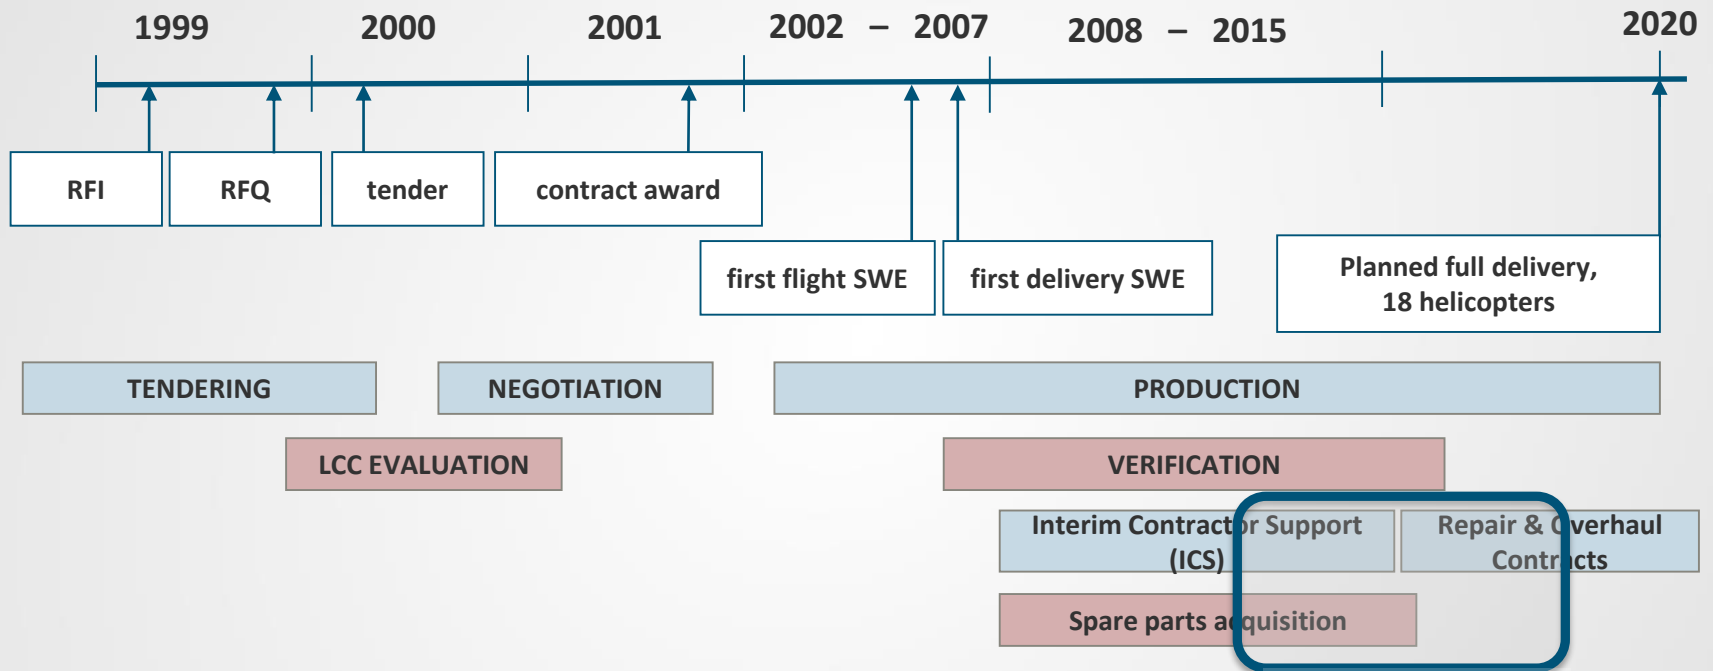 1999 2000 2001 2002 – 2007 2008 – 2015 2020
RFI RFQ tender contract award
first flight SWE first delivery SWE
Planned full delivery,
18 helicopters
TENDERING NEGOTIATION PRODUCTION
LCC EVALUATION VERIFICATION
Interim Contractor Support
(ICS)
Repair & Overhaul
Contracts
Spare parts acquisition